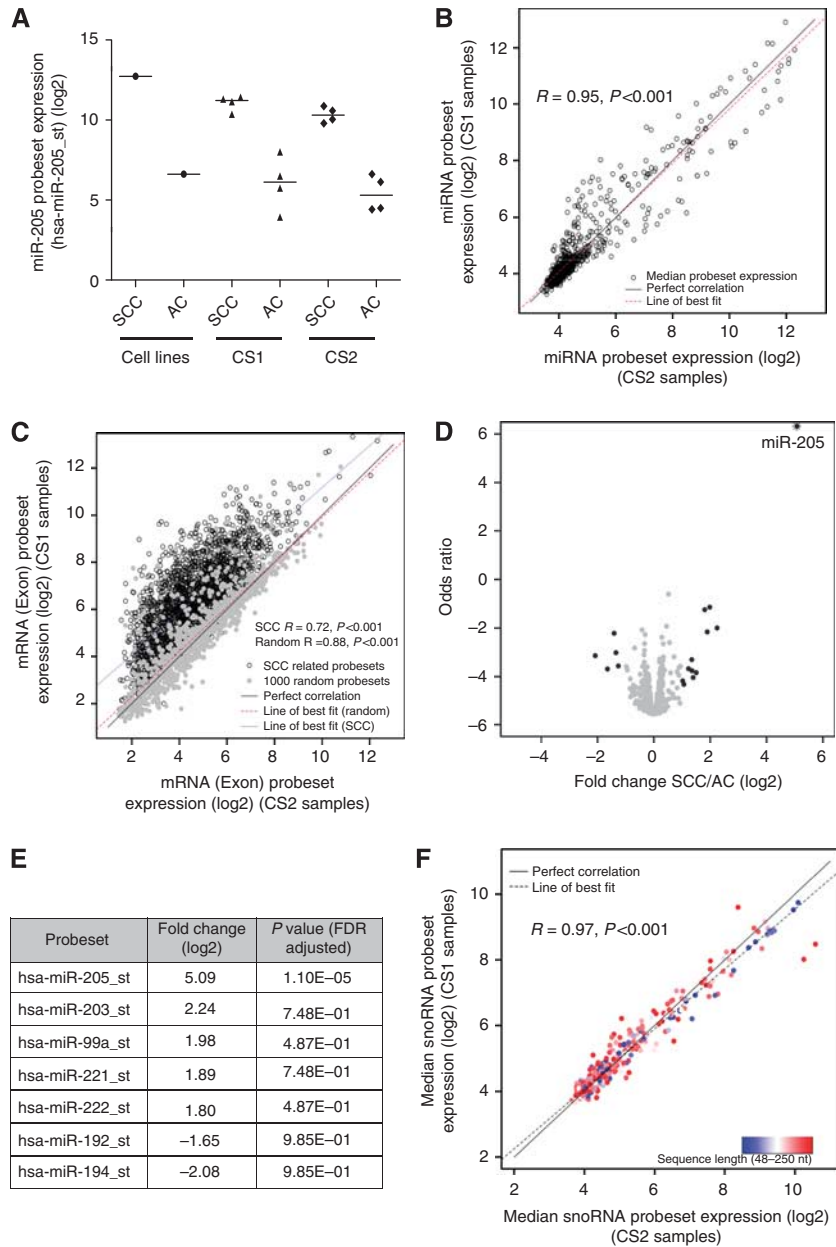 A
miR-205 probeset expression
(hsa-miR-205_st) (log2)
15
10
5
0
SCC
AC
SCC
AC
SCC
AC
Cell lines
CS1
CS2
B
miRNA probeset
expression (log2) (CS1 samples)
12
10
8
6
4
R = 0.95, P<0.001
Median probeset expression
Perfect correlation
Line of best fit
4 6 8 10 12
miRNA probeset expression (log2)
(CS2 samples)
C
mRNA (Exon) probeset
expression (log2) (CS1 samples)
12
10
8
6
4
2
SCC R = 0.72, P<0.001
Random R =0.88, P<0.001
SCC related probesets
1000 random probesets
Perfect correlation
Line of best fit (random)
Line of best fit (SCC)
2 4 6 8 10 12
mRNA (Exon) probeset
expression (log2) (CS2 samples)
D
Odds ratio
6
4
2
0
−2
−4
−6
miR-205
−4 −2 0 2 4 6
Fold change SCC/AC (log2)
E
Probeset Fold change (log2) P value (FDR adjusted)
hsa-miR-205_st 5.09 1.10E–05
hsa-miR-203_st 2.24 7.48E–01
hsa-miR-99a_st 1.98 4.87E–01
hsa-miR-221_st 1.89 7.48E–01
hsa-miR-222_st 1.80 4.87E–01
hsa-miR-192_st –1.65 9.85E–01
hsa-miR-194_st –2.08 9.85E–01
F
Median snoRNA probeset
expression (log2) (CS1 samples)
10
8
6
4
2
Perfect correlation
Line of best fit
R = 0.97, P<0.001
Sequence length (48–250 nt)
2 4 6 8 10
Median snoRNA probeset expression (log2)
(CS2 samples)